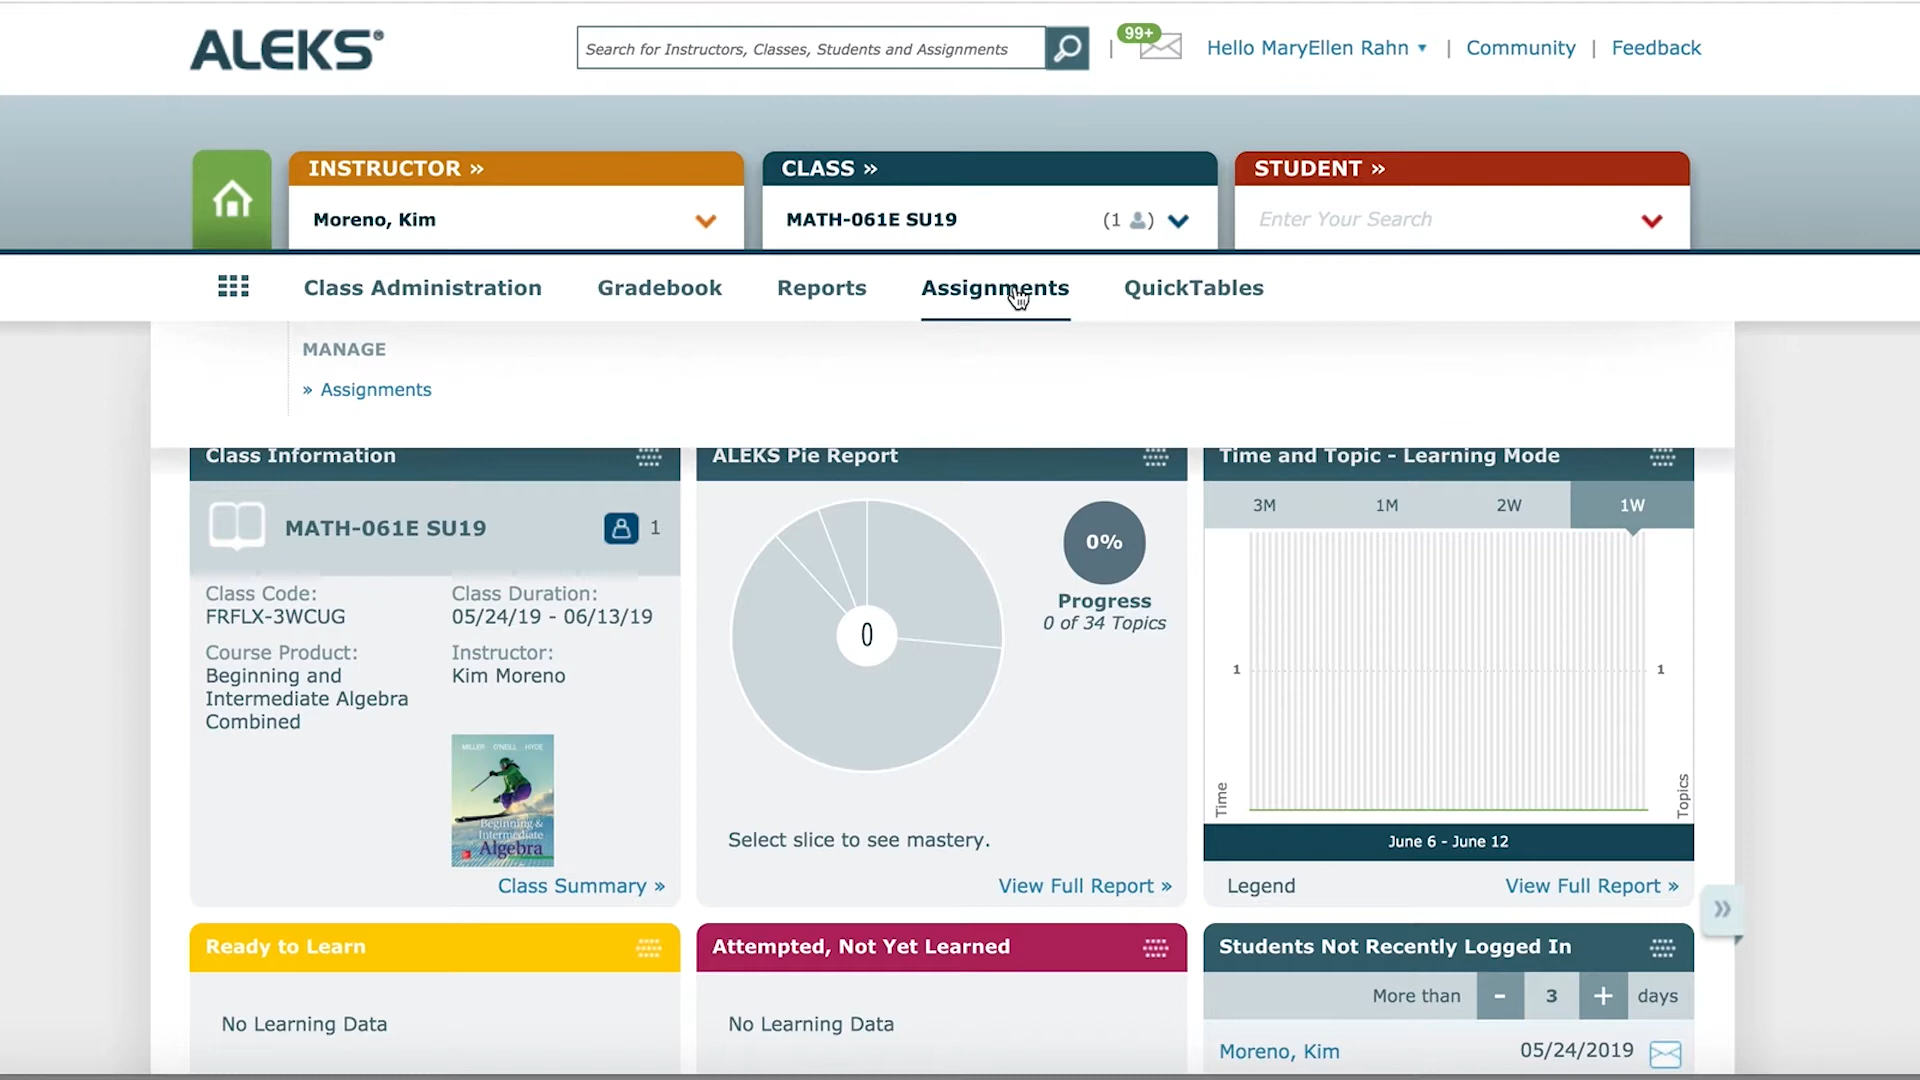 ALEKS®
Search for Instructors, Classes, Students and Assignments
|
99+
Hello MaryEllen Rahn ▾ | Community | Feedback
INSTRUCTOR »
Moreno, Kim
CLASS »
MATH-061E SU19 (1 )
STUDENT »
Enter Your Search
Class Administration
Gradebook
Reports
Assignments
QuickTables
MANAGE
» Assignments
Class Information
MATH-061E SU19
1
Class Code:
FRFLX-3WCUG
Class Duration:
05/24/19 - 06/13/19
Course Product:
Beginning and
Intermediate Algebra
Combined
Instructor:
Kim Moreno
MILLER O'NEILL HYDE
Beginning &
Intermediate
Algebra
Class Summary »
ALEKS Pie Report
0
0%
Progress
0 of 34 Topics
Select slice to see mastery.
View Full Report »
Time and Topic - Learning Mode
3M 1M 2W 1W
1 1
Time
Topics
June 6 - June 12
Legend
View Full Report »
»
Ready to Learn
No Learning Data
Attempted, Not Yet Learned
No Learning Data
Students Not Recently Logged In
More than - 3 + days
Moreno, Kim 05/24/2019